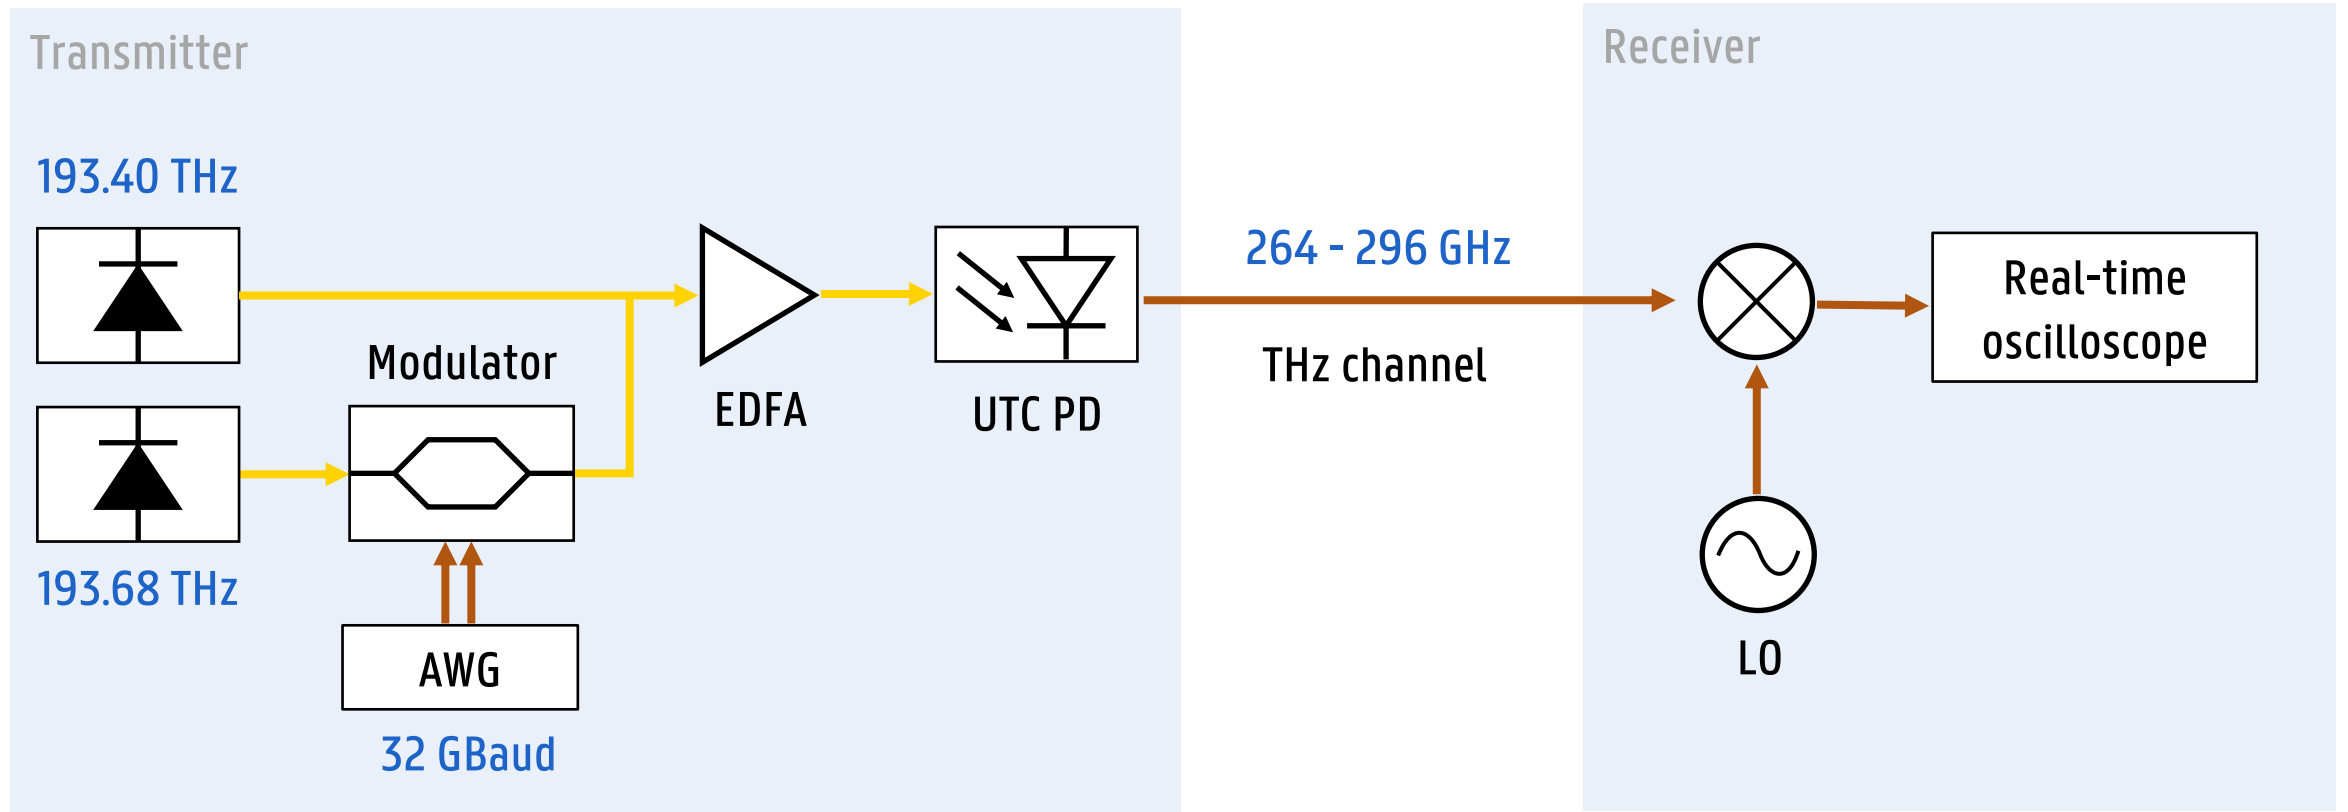 Transmitter
Receiver
193.40 THz
264 - 296 GHz
Real-time
oscilloscope
Modulator
THz channel
EDFA
UTC PD
193.68 THz
AWG
LO
32 GBaud